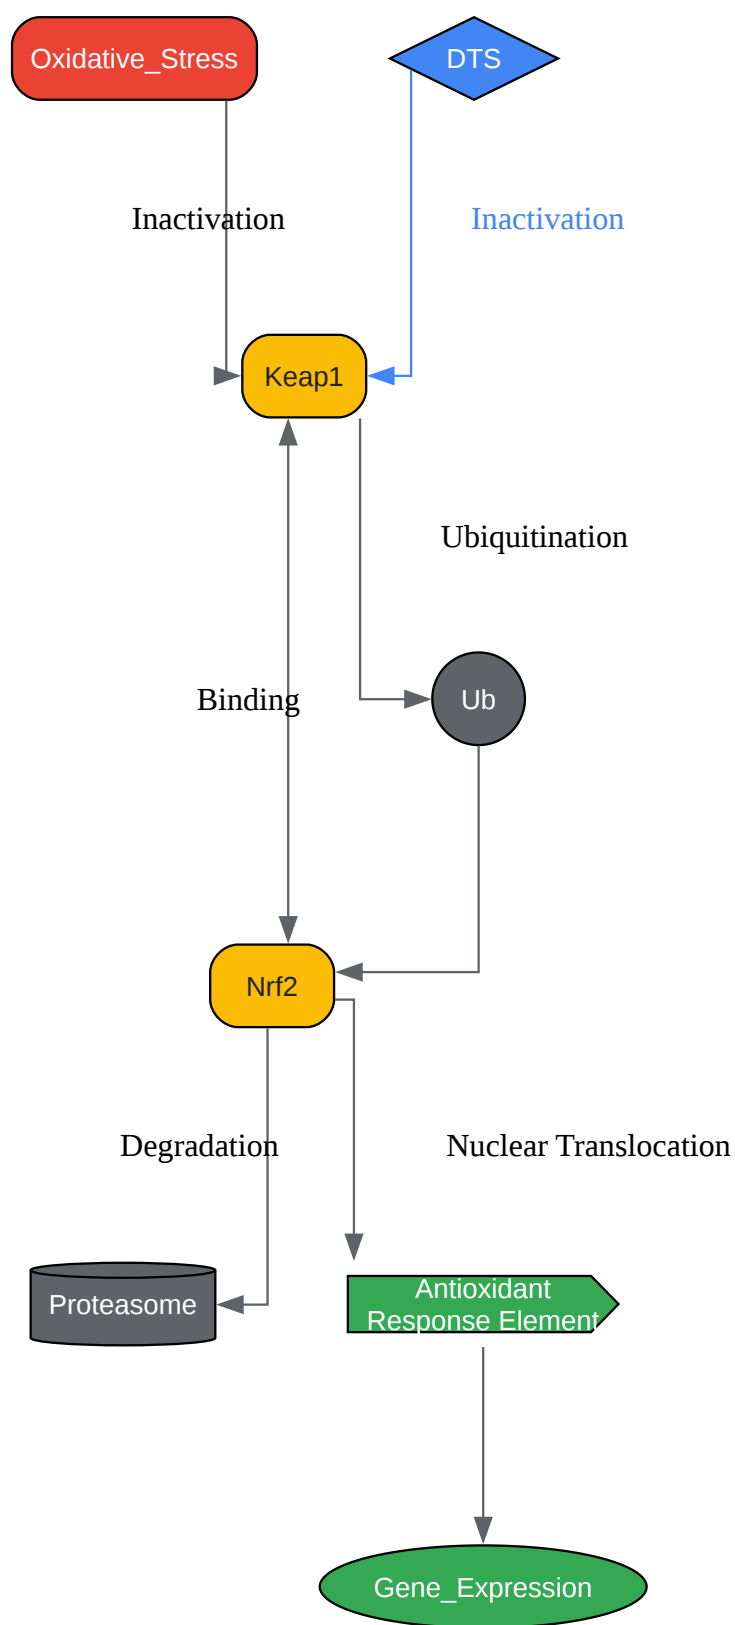 Oxidative_Stress
DTS
Inactivation
Inactivation
Keap1
Ubiquitination
Binding
Ub
Nrf2
Degradation
Nuclear Translocation
Antioxidant
Response Element
Proteasome
Gene_Expression